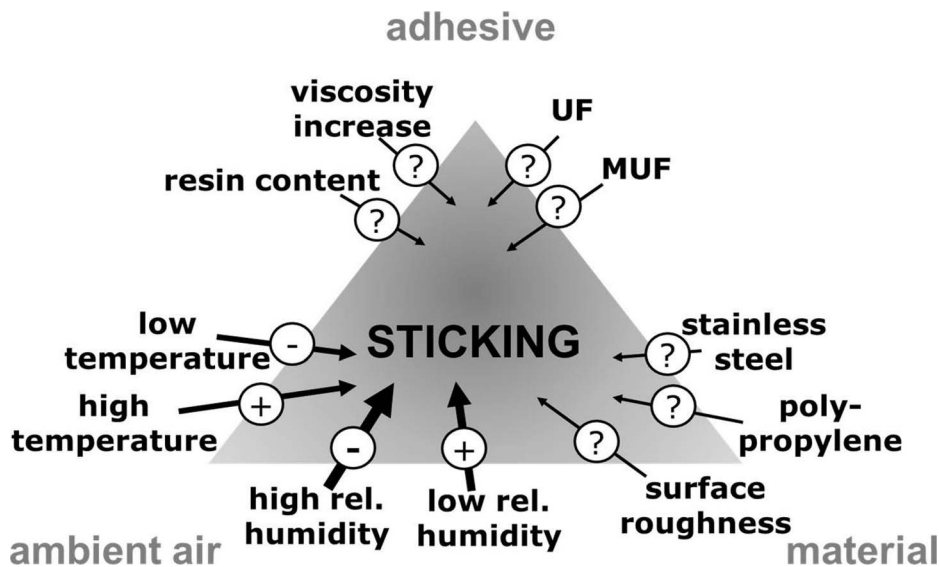 adhesive
viscosity
increase
UF
?
?
resin content
MUF
?
?
low
temperature
-
STICKING
?
stainless
steel
high
temperature
+
?
poly-
propylene
-
+
?
high rel.
humidity
low rel.
humidity
surface
roughness
ambient air
material